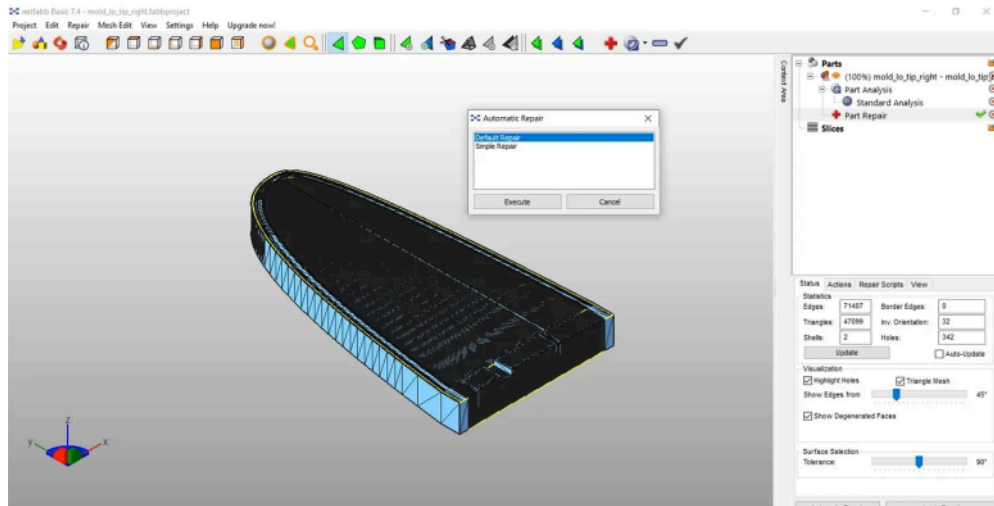 netfabb Basic 7.4 - mold_lo_tip_right.fabbproject
Project Edit Repair Mesh Edit View Settings Help Upgrade now!
Context Area
Parts
(100%) mold_lo_tip_right - mold_lo_tip
Part Analysis
Standard Analysis
Part Repair
Slices
Automatic Repair
Default Repair
Simple Repair
Execute Cancel
Z
Y X
Status Actions Repair Scripts View
Statistics
Edges: 71407 Border Edges: 0
Triangles: 47099 Inv. Orientation: 32
Shells: 2 Holes: 342
Update Auto-Update
Visualization
Highlight Holes Triangle Mesh
Show Edges from 45°
Show Degenerated Faces
Surface Selection
Tolerance: 90°